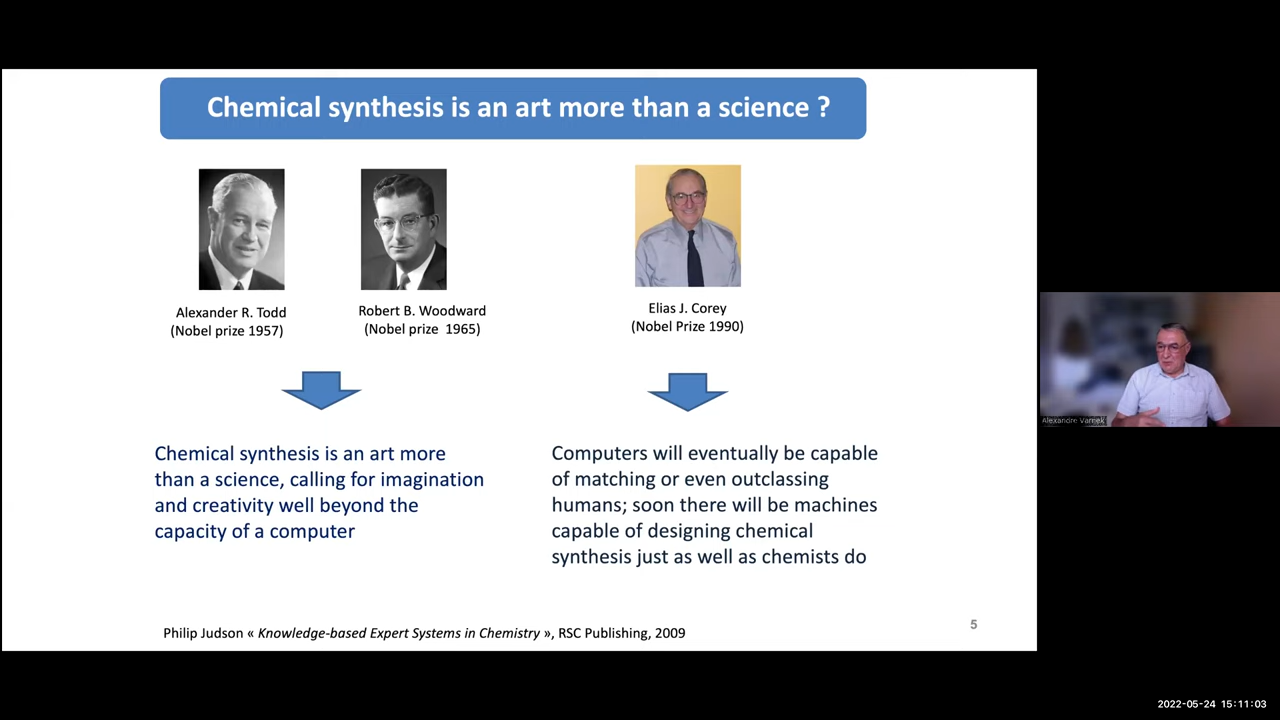 Chemical synthesis is an art more than a science ?
Alexander R. Todd
(Nobel prize 1957)
Robert B. Woodward
(Nobel prize 1965)
Elias J. Corey
(Nobel Prize 1990)
Chemical synthesis is an art more
than a science, calling for imagination
and creativity well beyond the
capacity of a computer
Computers will eventually be capable
of matching or even outclassing
humans; soon there will be machines
capable of designing chemical
synthesis just as well as chemists do
Philip Judson « Knowledge-based Expert Systems in Chemistry », RSC Publishing, 2009
5
Alexandre Varnek
2022-05-24 15:11:03